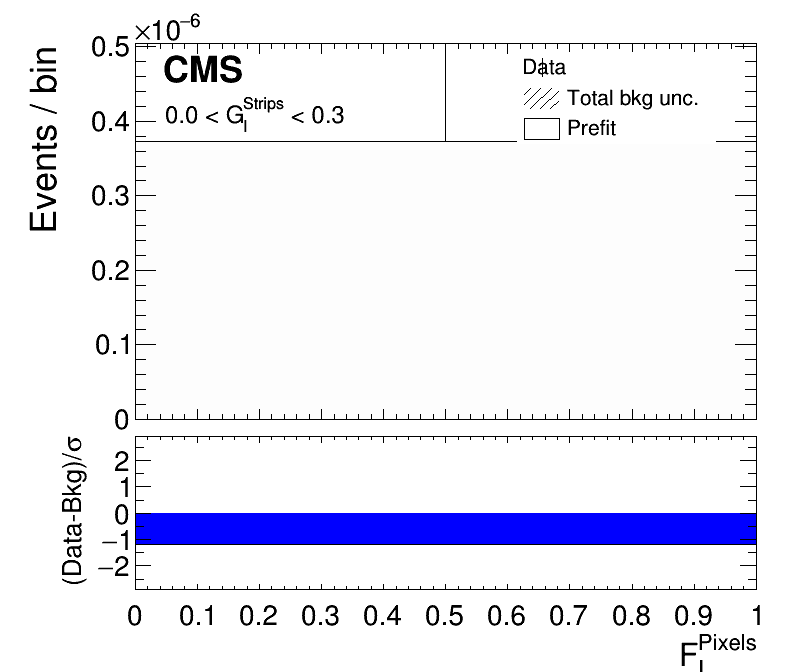 ×10⁻⁶
Events / bin
0.5
0.4
0.3
0.2
0.1
0
CMS
0.0 < G_I^Strips < 0.3
Data
Total bkg unc.
Prefit
(Data-Bkg)/σ
2
1
0
−1
−2
0 0.1 0.2 0.3 0.4 0.5 0.6 0.7 0.8 0.9 1
F_I^Pixels